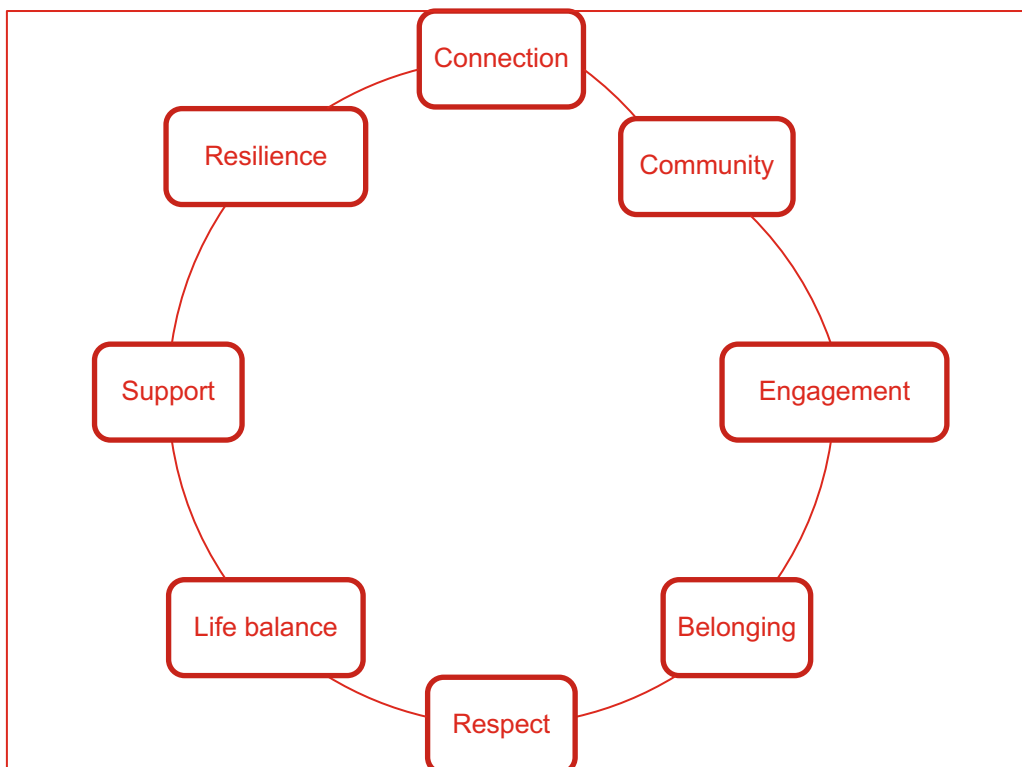 Connection
Community
Engagement
Belonging
Respect
Life balance
Support
Resilience